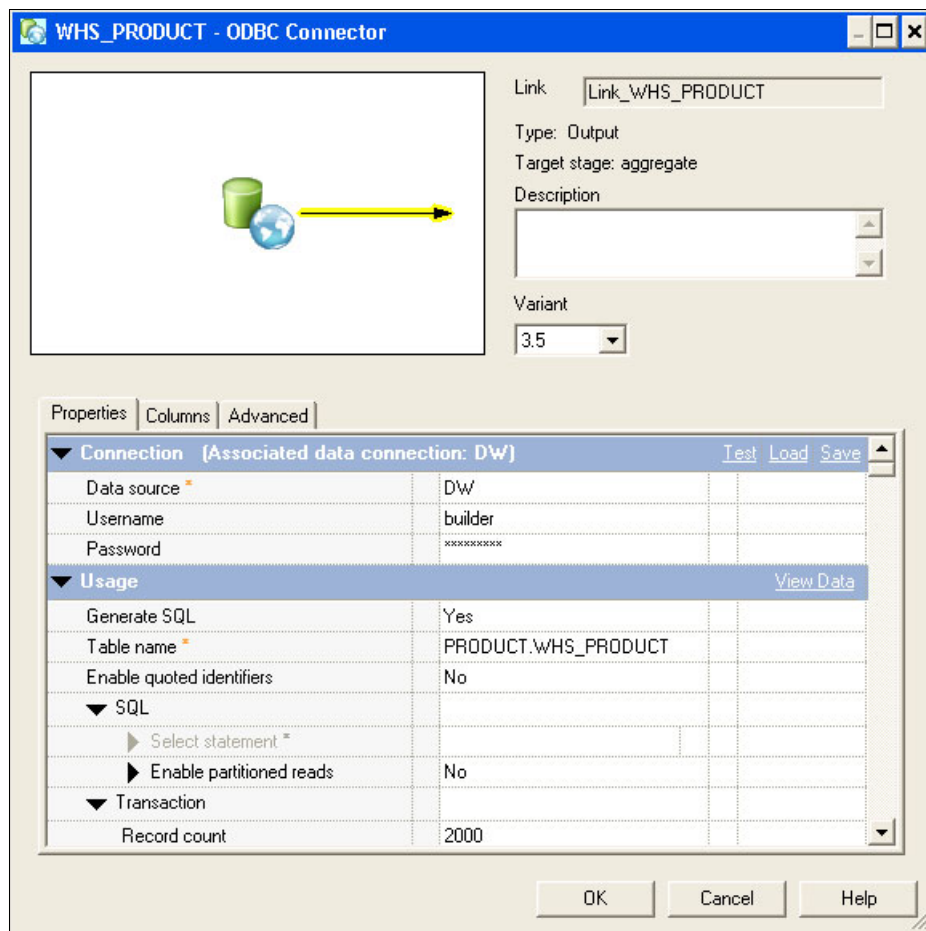 WHS_PRODUCT - ODBC Connector
Link Link_WHS_PRODUCT
Type: Output
Target stage: aggregate
Description
Variant
3.5
Properties Columns Advanced
Connection (Associated data connection: DW) Test Load Save
Data source * DW
Username builder
Password *********
Usage View Data
Generate SQL Yes
Table name * PRODUCT.WHS_PRODUCT
Enable quoted identifiers No
SQL
Select statement *
Enable partitioned reads No
Transaction
Record count 2000
OK Cancel Help